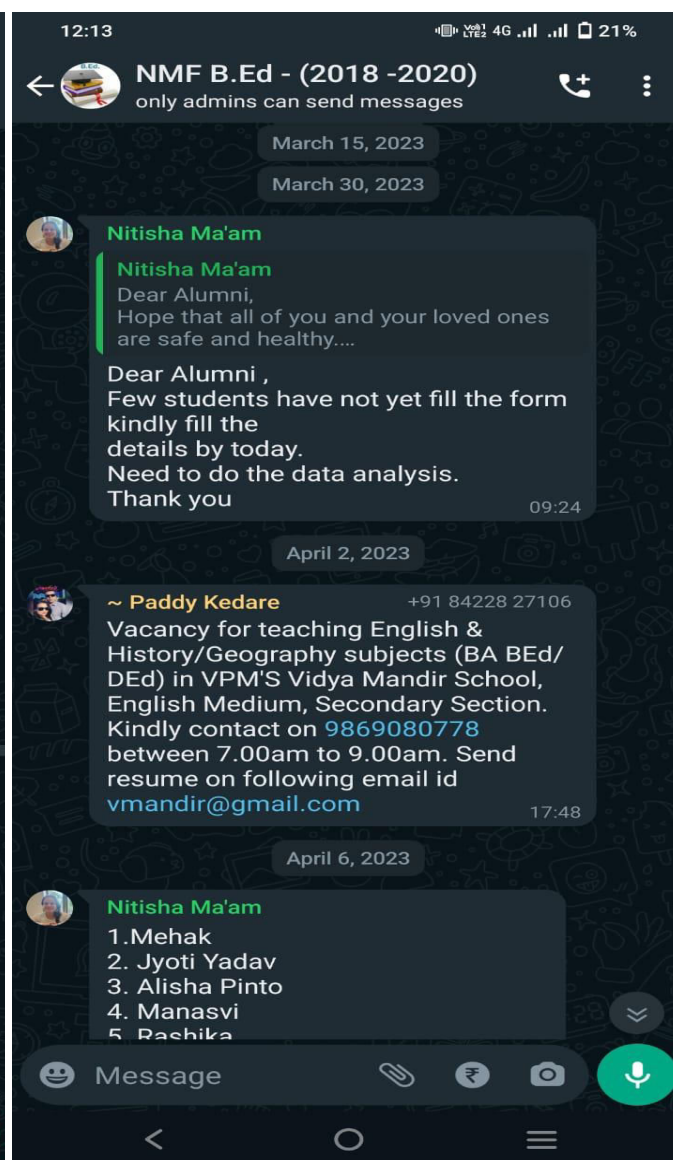 12:13
Vo)) LTE2 4G 21%
B.Ed.
NMF B.Ed - (2018 -2020)
only admins can send messages
March 15, 2023
March 30, 2023
Nitisha Ma'am
Nitisha Ma'am
Dear Alumni,
Hope that all of you and your loved ones
are safe and healthy....
Dear Alumni ,
Few students have not yet fill the form
kindly fill the
details by today.
Need to do the data analysis.
Thank you
09:24
April 2, 2023
~ Paddy Kedare +91 84228 27106
Vacancy for teaching English &
History/Geography subjects (BA BEd/
DEd) in VPM'S Vidya Mandir School,
English Medium, Secondary Section.
Kindly contact on 9869080778
between 7.00am to 9.00am. Send
resume on following email id
vmandir@gmail.com
17:48
April 6, 2023
Nitisha Ma'am
1.Mehak
2. Jyoti Yadav
3. Alisha Pinto
4. Manasvi
5. Rashika
Message ₹